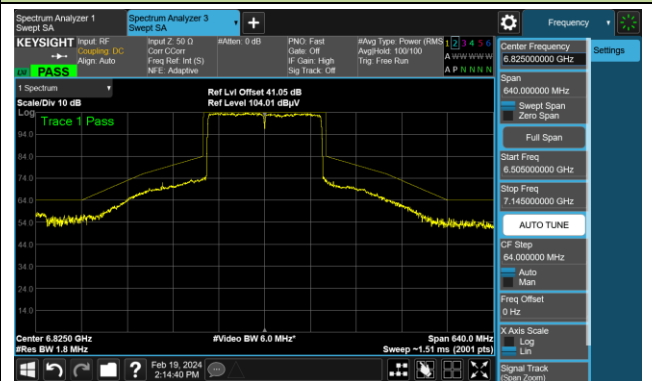 Spectrum Analyzer 1
Swept SA
Spectrum Analyzer 3
Swept SA
+
Frequency
KEYSIGHT
Input: RF
Coupling: DC
Align: Auto
Input Z: 50 Ω
Corr CCorr
Freq Ref: Int (S)
NFE: Adaptive
#Atten: 0 dB
PNO: Fast
Gate: Off
IF Gain: High
Sig Track: Off
#Avg Type: Power (RMS
Avg|Hold: 100/100
Trig: Free Run
1 2 3 4 5 6
A W W W W W
A P N N N N
LXI PASS
Center Frequency
6.82500000 GHz
Settings
Span
640.000000 MHz
Swept Span
Zero Span
Full Span
Start Freq
6.505000000 GHz
Stop Freq
7.145000000 GHz
AUTO TUNE
CF Step
64.000000 MHz
Auto
Man
Freq Offset
0 Hz
X Axis Scale
Log
Lin
Signal Track
(Span Zoom)
1 Spectrum
Scale/Div 10 dB
Ref Lvl Offset 41.05 dB
Ref Level 104.01 dBµV
Log
Trace 1 Pass
94.0
84.0
74.0
64.0
54.0
44.0
34.0
24.0
14.0
Center 6.8250 GHz
#Res BW 1.8 MHz
#Video BW 6.0 MHz*
Span 640.0 MHz
Sweep ~1.51 ms (2001 pts)
?
Feb 19, 2024
2:14:40 PM